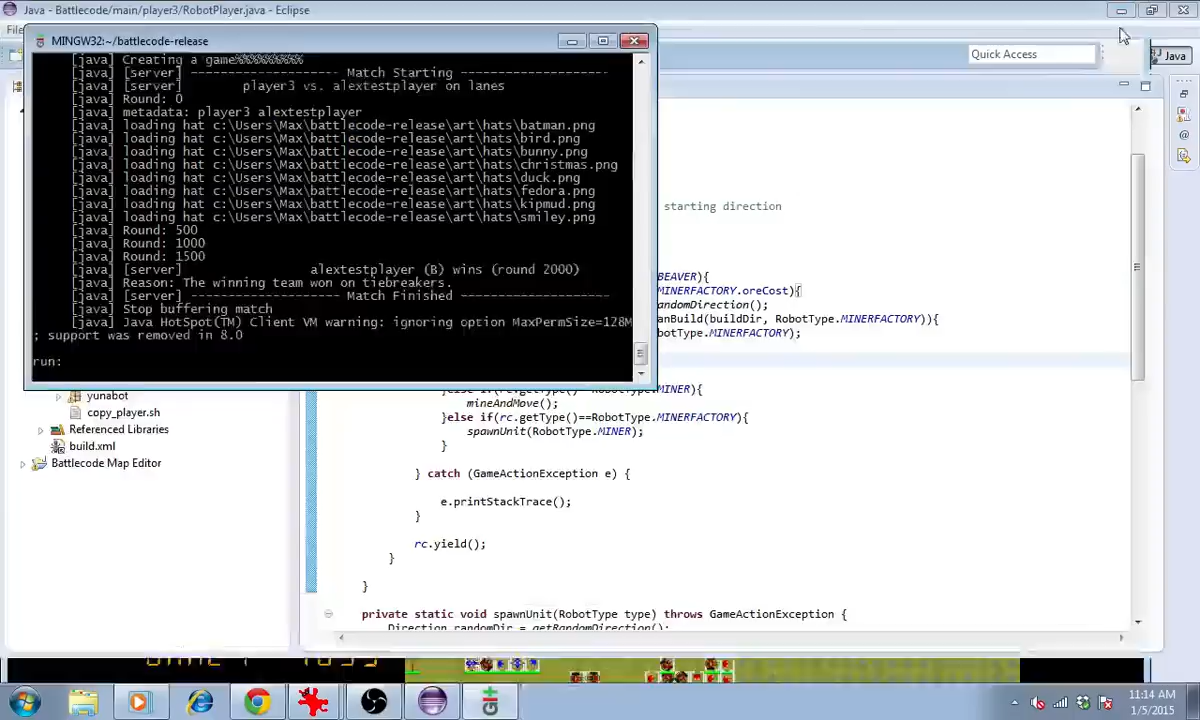 Java - Battlecode/main/player3/RobotPlayer.java - Eclipse
File
MINGW32:~/battlecode-release
Quick Access
Java
[java] Creating a game%%%%%%%%%
[java] [server] -------------------- Match Starting --------------------
[java] [server] player3 vs. alextestplayer on lanes
[java] Round: 0
[java] metadata: player3 alextestplayer
[java] loading hat c:\Users\Max\battlecode-release\art\hats\batman.png
[java] loading hat c:\Users\Max\battlecode-release\art\hats\bird.png
[java] loading hat c:\Users\Max\battlecode-release\art\hats\bunny.png
[java] loading hat c:\Users\Max\battlecode-release\art\hats\christmas.png
[java] loading hat c:\Users\Max\battlecode-release\art\hats\duck.png
[java] loading hat c:\Users\Max\battlecode-release\art\hats\fedora.png
[java] loading hat c:\Users\Max\battlecode-release\art\hats\kipmud.png
[java] loading hat c:\Users\Max\battlecode-release\art\hats\smiley.png
[java] Round: 500
[java] Round: 1000
[java] Round: 1500
[java] [server] alextestplayer (B) wins (round 2000)
[java] Reason: The winning team won on tiebreakers.
[java] [server] -------------------- Match Finished --------------------
[java] Stop buffering match
[java] Java HotSpot(TM) Client VM warning: ignoring option MaxPermSize=128M
; support was removed in 8.0
run:
starting direction
BEAVER){
MINERFACTORY.oreCost){
andomDirection();
anBuild(buildDir, RobotType.MINERFACTORY)){
botType.MINERFACTORY);
}else if(rc.getType()==RobotType.MINER){
mineAndMove();
}else if(rc.getType()==RobotType.MINERFACTORY){
spawnUnit(RobotType.MINER);
}
} catch (GameActionException e) {
e.printStackTrace();
}
rc.yield();
}
}
private static void spawnUnit(RobotType type) throws GameActionException {
Direction randomDir = getRandomDirection();
yunabot
copy_player.sh
Referenced Libraries
build.xml
Battlecode Map Editor
11:14 AM
1/5/2015